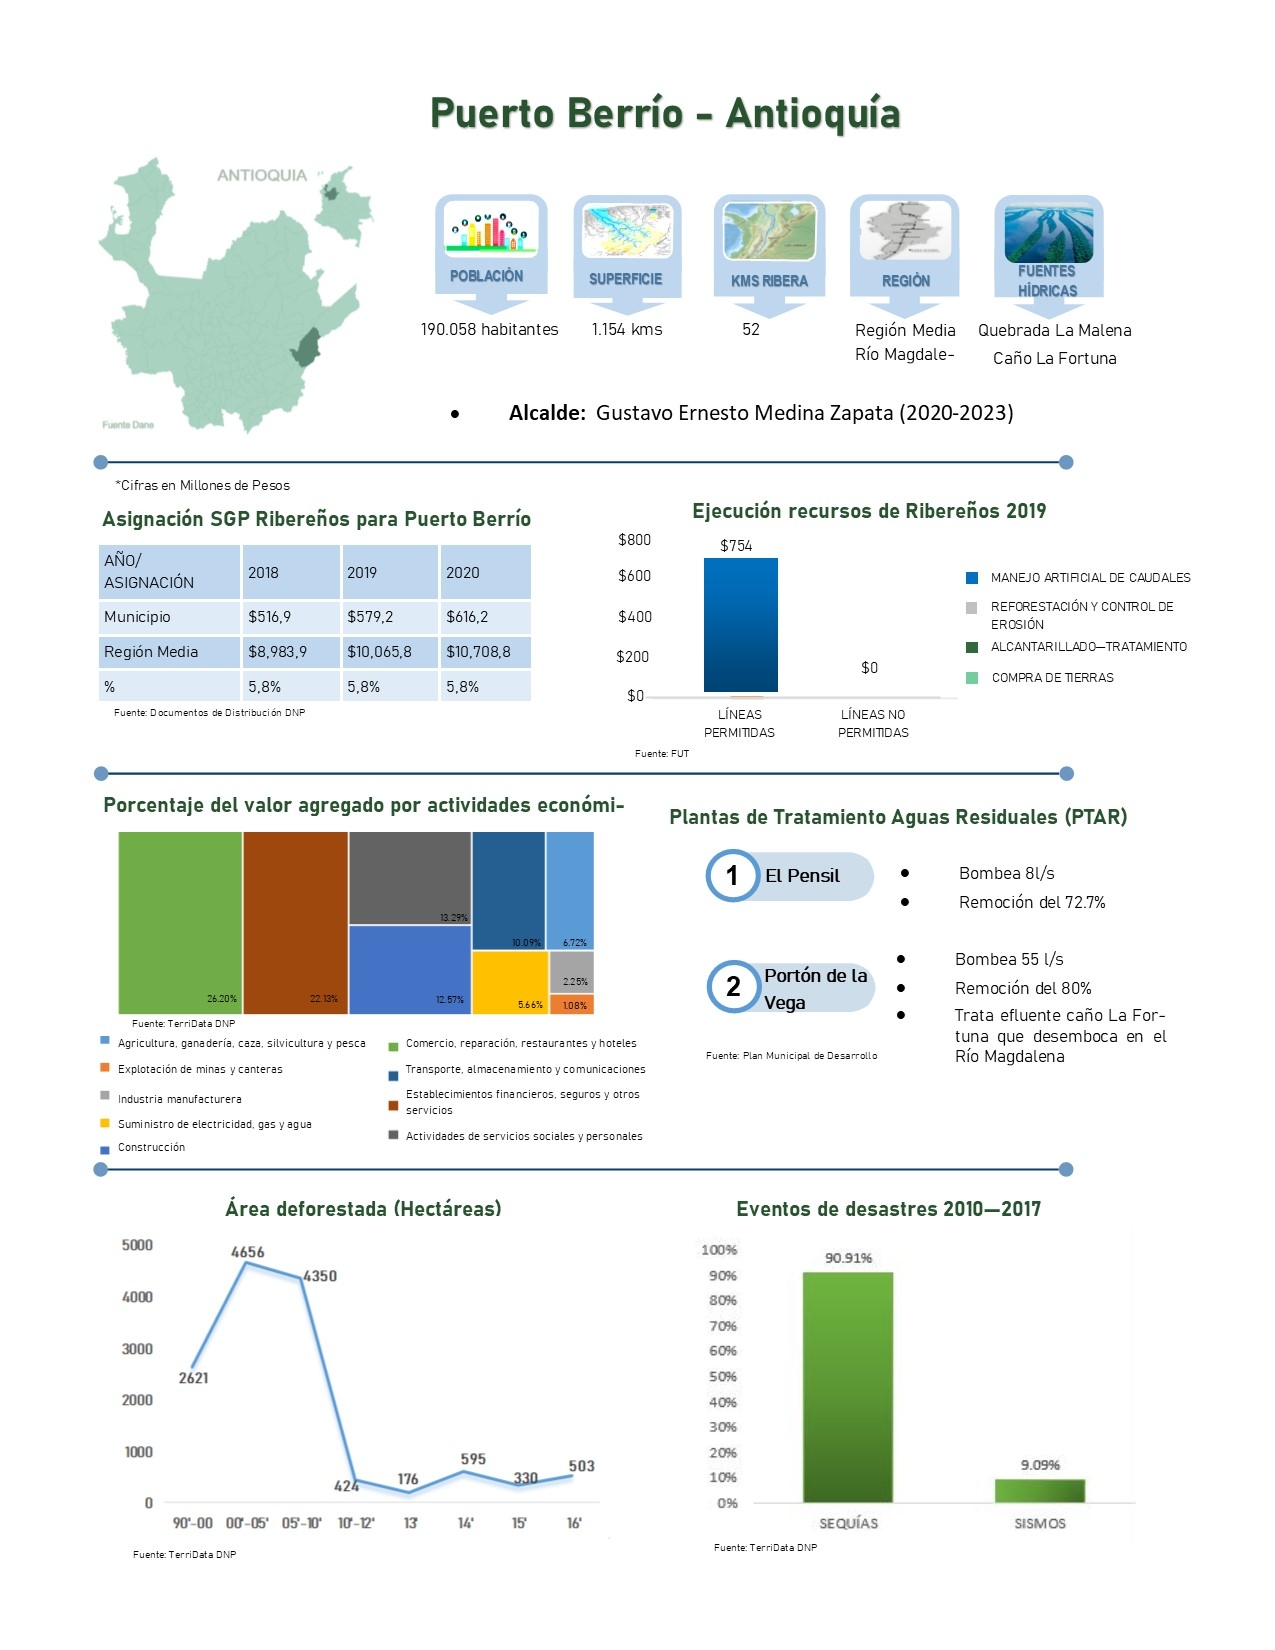 Puerto Berrío - Antioquía
ANTIOQUIA
Fuente Dane
POBLACIÒN
SUPERFICIE
KMS RIBERA
REGIÒN
FUENTES
HÌDRICAS
190.058 habitantes
1.154 kms
52
Región Media
Río Magdale-
Quebrada La Malena
Caño La Fortuna
• Alcalde: Gustavo Ernesto Medina Zapata (2020-2023)
*Cifras en Millones de Pesos
Asignación SGP Ribereños para Puerto Berrío
AÑO/
ASIGNACIÓN
2018
2019
2020
Municipio
$516,9
$579,2
$616,2
Región Media
$8,983,9
$10,065,8
$10,708,8
%
5,8%
5,8%
5,8%
Fuente: Documentos de Distribución DNP
Ejecución recursos de Ribereños 2019
$800
$600
$400
$200
$0
$754
$0
LÍNEAS
PERMITIDAS
LÍNEAS NO
PERMITIDAS
MANEJO ARTIFICIAL DE CAUDALES
REFORESTACIÓN Y CONTROL DE
EROSIÓN
ALCANTARILLADO—TRATAMIENTO
COMPRA DE TIERRAS
Fuente: FUT
Porcentaje del valor agregado por actividades económi-
26.20%
22.13%
13.29%
12.57%
10.09%
6.72%
5.66%
2.25%
1.08%
Fuente: TerriData DNP
Agricultura, ganadería, caza, silvicultura y pesca
Explotación de minas y canteras
Industria manufacturera
Suministro de electricidad, gas y agua
Construcción
Comercio, reparación, restaurantes y hoteles
Transporte, almacenamiento y comunicaciones
Establecimientos financieros, seguros y otros
servicios
Actividades de servicios sociales y personales
Plantas de Tratamiento Aguas Residuales (PTAR)
1 El Pensil
• Bombea 8l/s
• Remoción del 72.7%
2 Portón de la
Vega
• Bombea 55 l/s
• Remoción del 80%
• Trata efluente caño La For-
tuna que desemboca en el
Río Magdalena
Fuente: Plan Municipal de Desarrollo
Área deforestada (Hectáreas)
5000
4000
3000
2000
1000
0
2621
4656
4350
424
176
595
330
503
90'-00
00'-05'
05'-10'
10'-12'
13'
14'
15'
16'
Fuente: TerriData DNP
Eventos de desastres 2010—2017
100%
90%
80%
70%
60%
50%
40%
30%
20%
10%
0%
90.91%
9.09%
SEQUÍAS
SISMOS
Fuente: TerriData DNP